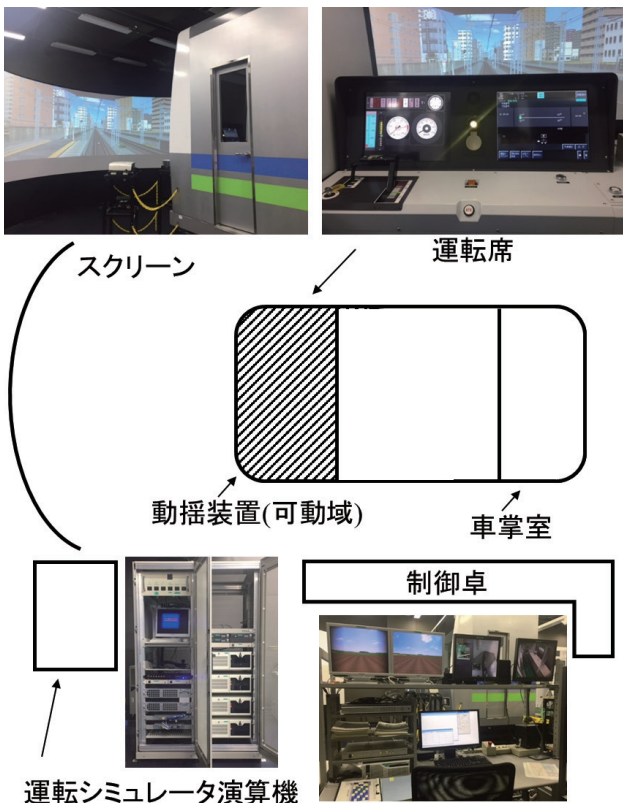 スクリーン
運転席
動揺装置(可動域)
車掌室
制御卓
運転シミュレータ演算機